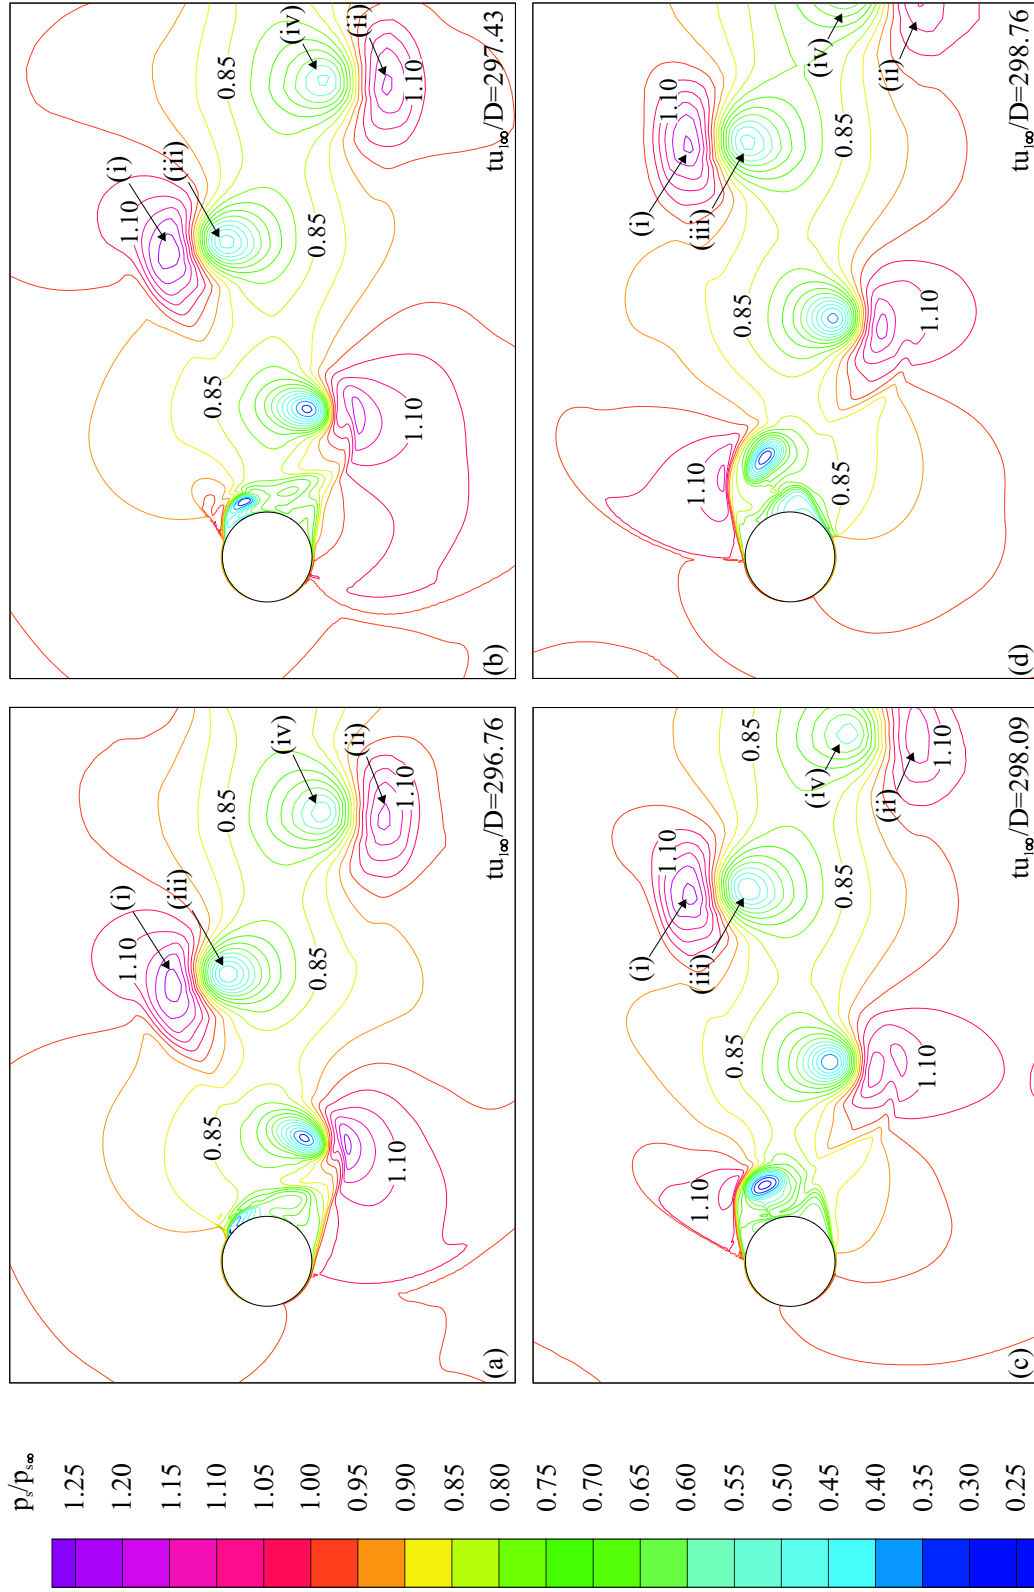 p_s/p_s∞
1.25
1.20
1.15
1.10
1.05
1.00
0.95
0.90
0.85
0.80
0.75
0.70
0.65
0.60
0.55
0.50
0.45
0.40
0.35
0.30
0.25
(i)
(iii)
1.10
0.85
0.85
0.85
(iv)
(ii)
1.10
1.10
(a)
tu_1∞/D=296.76
(i)
(iii)
1.10
0.85
0.85
0.85
(iv)
(ii)
1.10
1.10
(b)
tu_1∞/D=297.43
1.10
(i)
(iii)
1.10
0.85
0.85
0.85
(iv)
(ii)
1.10
1.10
(c)
tu_1∞/D=298.09
1.10
(i)
(iii)
1.10
0.85
0.85
0.85
(iv)
(ii)
1.10
(d)
tu_1∞/D=298.76